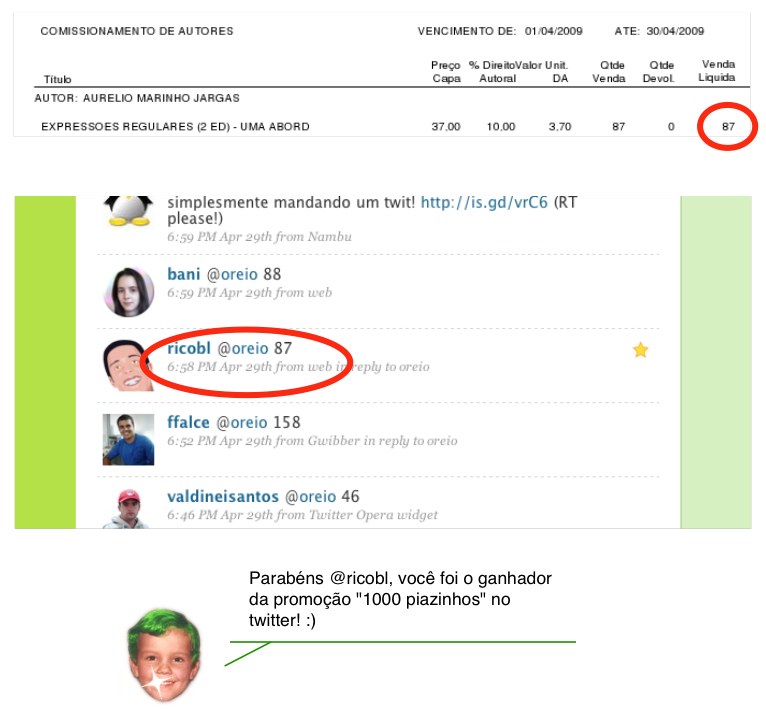 COMISSIONAMENTO DE AUTORES VENCIMENTO DE: 01/04/2009 ATE: 30/04/2009
Preço % Direito Valor Unit. Qtde Qtde Venda
Título Capa Autoral DA Venda Devol. Liquida
AUTOR: AURELIO MARINHO JARGAS
EXPRESSOES REGULARES (2 ED) - UMA ABORD 37,00 10,00 3,70 87 0 87
simplesmente mandando um twit! http://is.gd/vrC6 (RT
please!)
6:59 PM Apr 29th from Nambu
bani @oreio 88
6:59 PM Apr 29th from web
ricobl @oreio 87
6:58 PM Apr 29th from web in reply to oreio
ffalce @oreio 158
6:52 PM Apr 29th from Gwibber in reply to oreio
valdineisantos @oreio 46
6:46 PM Apr 29th from Twitter Opera widget
Parabéns @ricobl, você foi o ganhador
da promoção "1000 piazinhos" no
twitter! :)